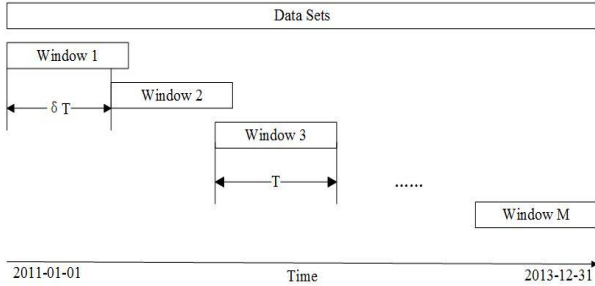 Data Sets
Window 1
Window 2
δ T
Window 3
T
......
Window M
2011-01-01 Time 2013-12-31